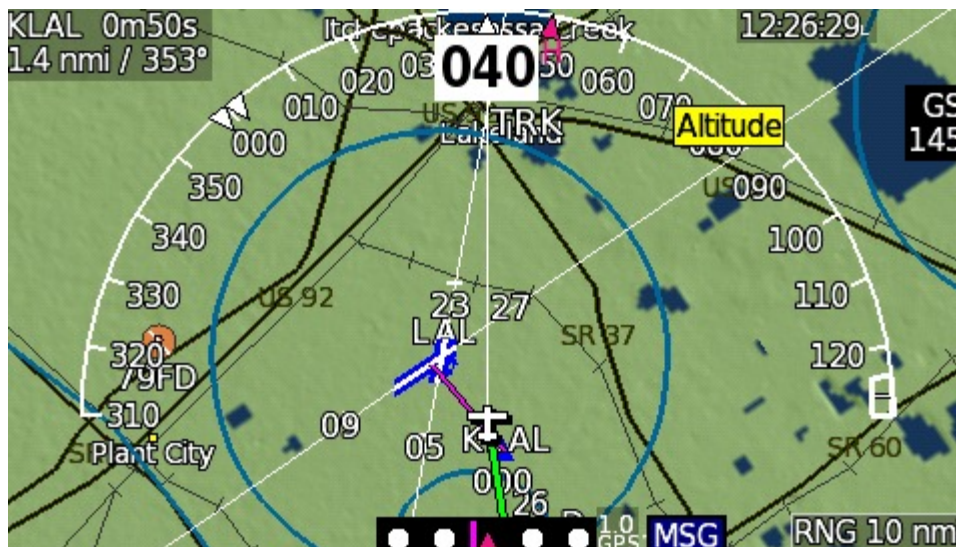 KLAL 0m50s
1.4 nmi / 353°
12:26:29
040
020
010
000
350
340
330
320
310
060
070
090
100
110
120
TRK
Lakeland
Altitude
GS
145
US 92
23
27
LAL
SR 37
79FD
Plant City
09
05
KLAL
000
26
SR 60
1.0
GPS
MSG
RNG 10 nm